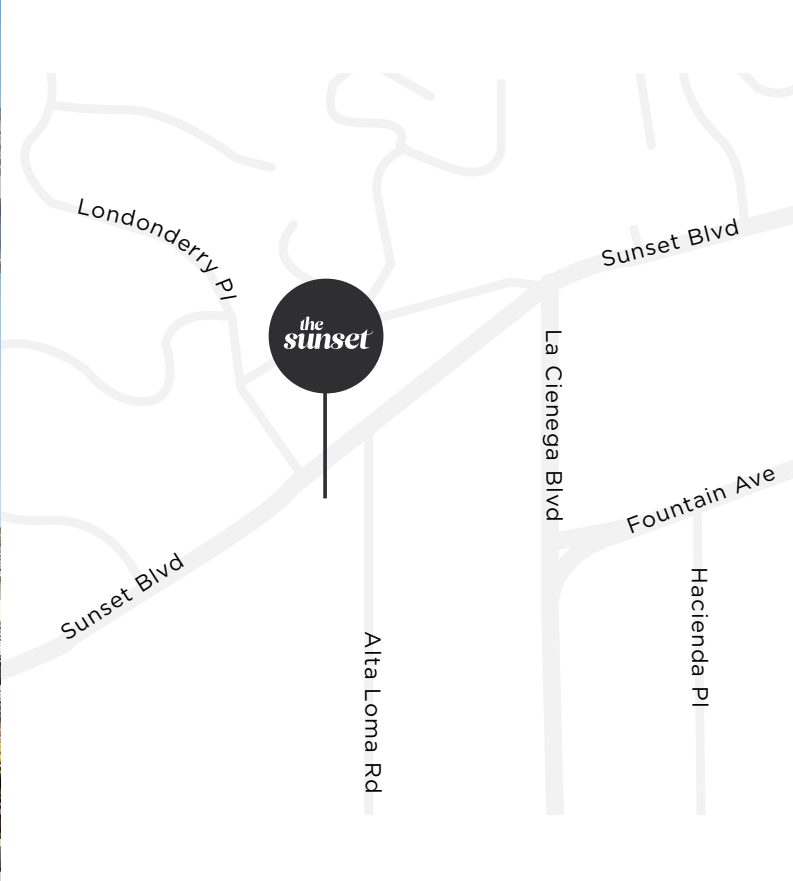 Londonderry Pl
Sunset Blvd
the
sunset
La Cienega Blvd
Fountain Ave
Sunset Blvd
Hacienda Pl
Alta Loma Rd